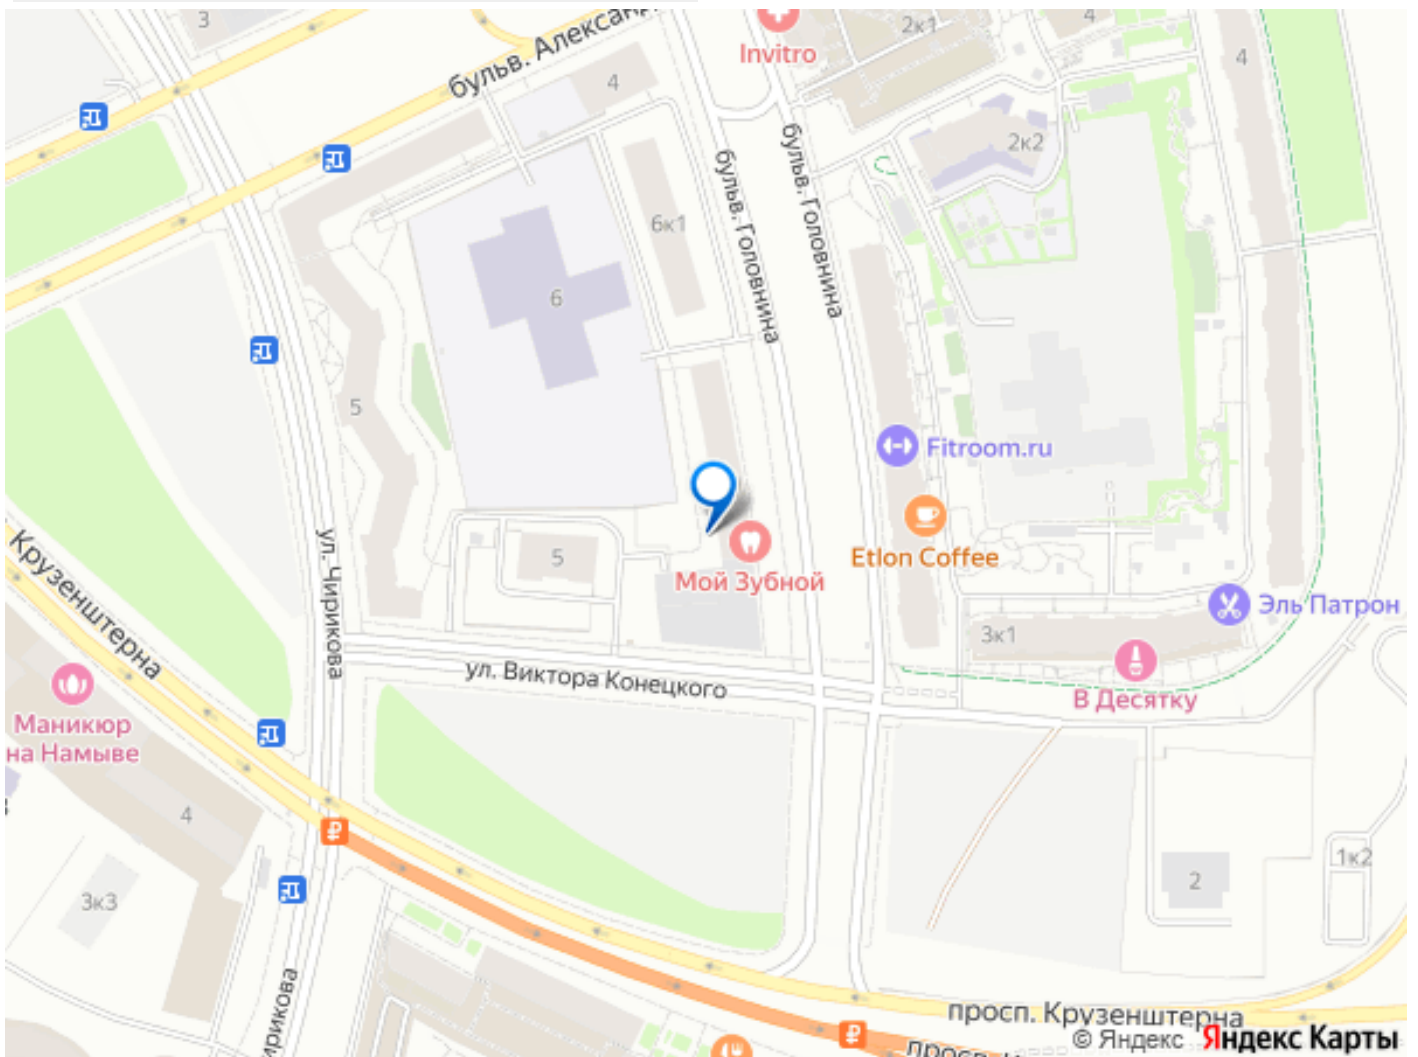 3
бульв. Александ
4
Invitro
2к1
4
4
2к2
бульв. Головнина
бульв. Головнина
6к1
6
5
Fitroom.ru
Etlon Coffee
Мой Зубной
5
ул. Чирикова
Крузенштерна
Эль Патрон
3к1
ул. Виктора Конецкого
В Десятку
Маникюр
на Намыве
4
3к3
2
1к2
ирикова
просп. Крузенштерна
© Яндекс Яндекс Карты